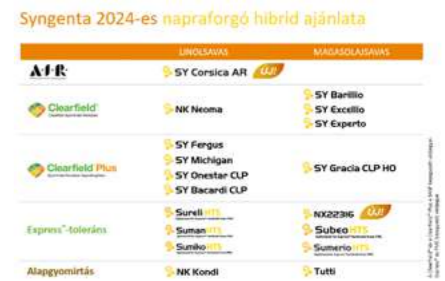 Syngenta 2024-es napraforgó hibrid ajánlata
LINOLSAVAS MAGASOLAJSAVAS
A·I·R· SY Corsica AR ÚJ!
Clearfield NK Neoma SY Barillio
SY Excellio
SY Experto
Clearfield Plus SY Fergus SY Gracia CLP HO
SY Michigan
SY Onestar CLP
SY Bacardi CLP
Express-toleráns Sureli HTS NX22316 ÚJ!
Suman HTS Subeo HTS
Sumiko HTS Sumerio HTS
Alapgyomirtás NK Kondi Tutti